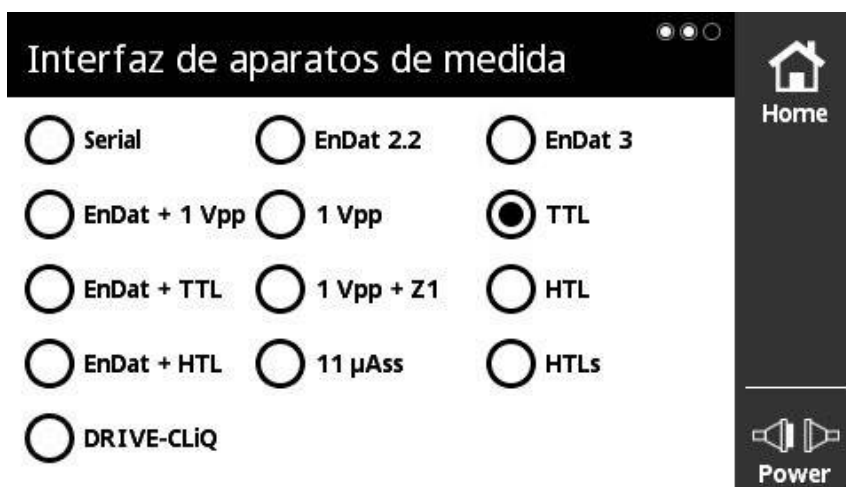 Interfaz de aparatos de medida
Home
Serial
EnDat 2.2
EnDat 3
EnDat + 1 Vpp
1 Vpp
TTL
EnDat + TTL
1 Vpp + Z1
HTL
EnDat + HTL
11 µAss
HTLs
DRIVE-CLiQ
Power